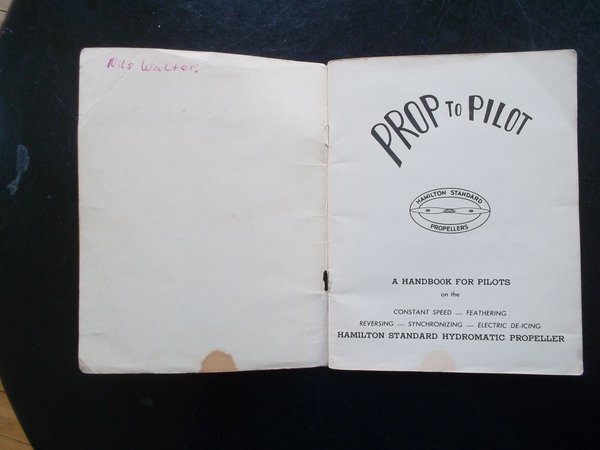 Nils Walter.
PROP TO PILOT
HAMILTON STANDARD
PROPELLERS
A HANDBOOK FOR PILOTS
on the
CONSTANT SPEED — FEATHERING
REVERSING — SYNCHRONIZING — ELECTRIC DE-ICING
HAMILTON STANDARD HYDROMATIC PROPELLER